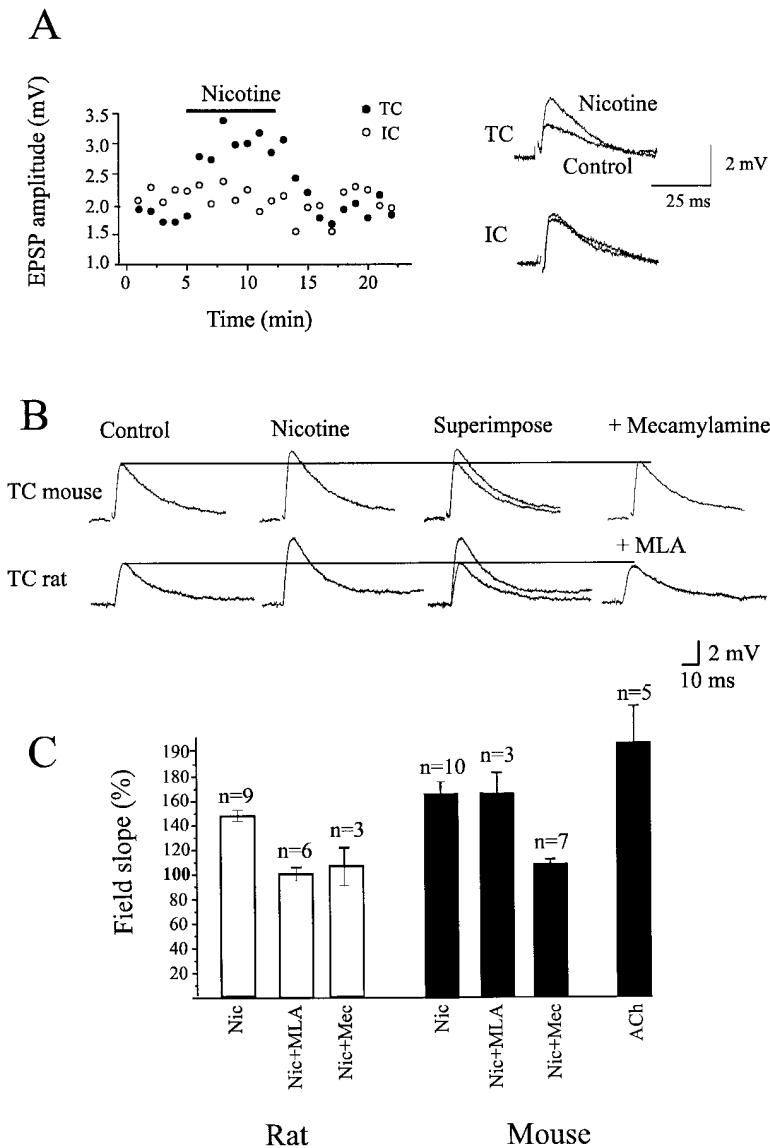 A
EPSP amplitude (mV)
3.5
3.0
2.5
2.0
1.5
1.0
Nicotine
TC
IC
0
5
10
15
20
Time (min)
TC
Nicotine
Control
2 mV
25 ms
IC
B
Control
Nicotine
Superimpose
+ Mecamylamine
TC mouse
+ MLA
TC rat
2 mV
10 ms
C
Field slope (%)
190
180
160
140
120
100
80
60
40
20
n=9
n=6
n=3
n=10
n=3
n=7
n=5
Nic
Nic+MLA
Nic+Mec
Nic
Nic+MLA
Nic+Mec
ACh
Rat
Mouse